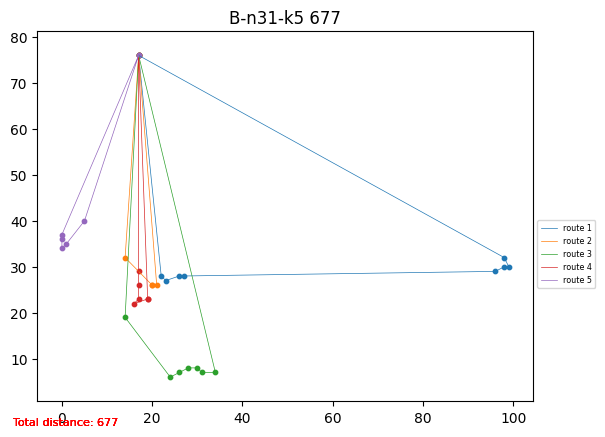 B-n31-k5 677
80
70
60
50
40
30
20
10
0 20 40 60 80 100
route 1
route 2
route 3
route 4
route 5
Total distance: 677